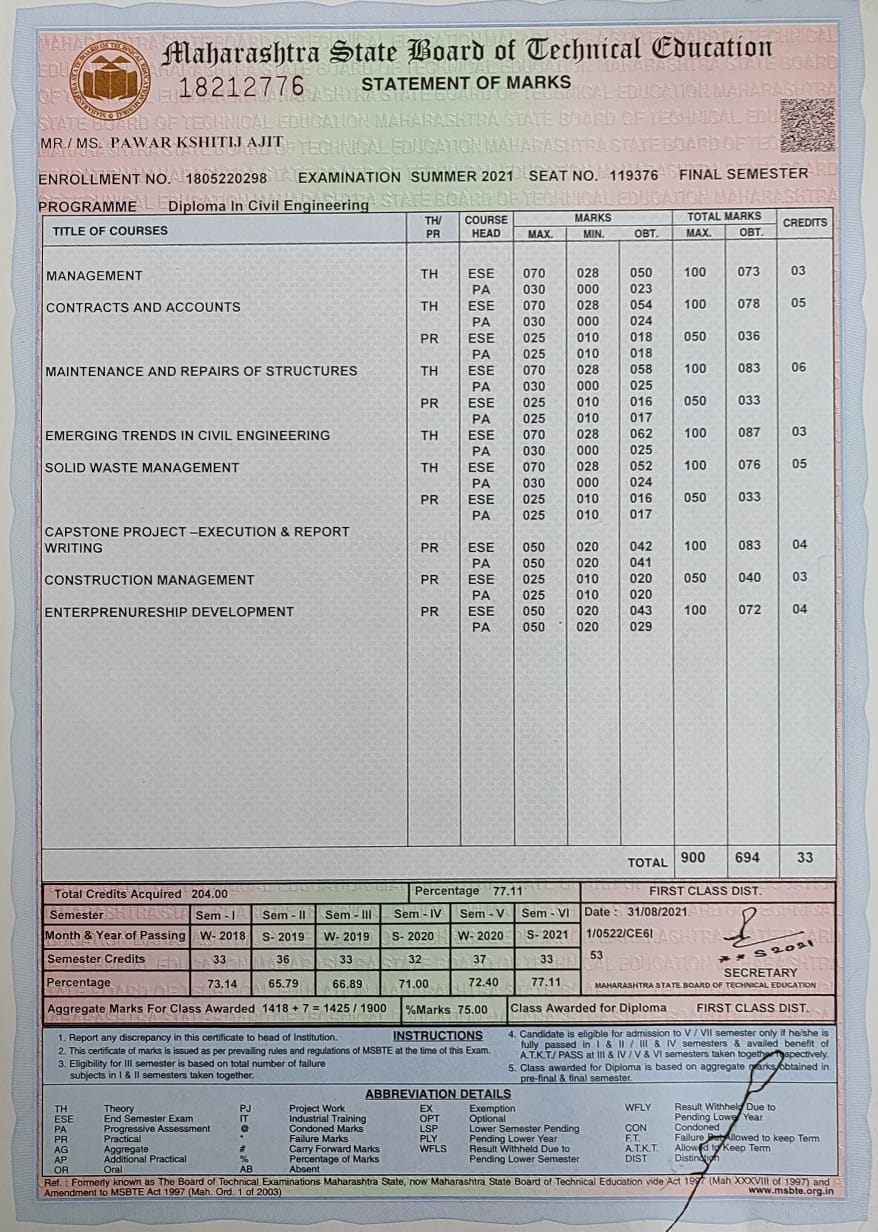 Maharashtra State Board of Technical Education
18212776 STATEMENT OF MARKS
MR./ MS. PAWAR KSHITIJ AJIT
ENROLLMENT NO. 1805220298 EXAMINATION SUMMER 2021 SEAT NO. 119376 FINAL SEMESTER
PROGRAMME Diploma In Civil Engineering
TITLE OF COURSES TH/ PR COURSE HEAD MARKS TOTAL MARKS CREDITS
MAX. MIN. OBT. MAX. OBT.
MANAGEMENT TH ESE 070 028 050 100 073 03
PA 030 000 023
CONTRACTS AND ACCOUNTS TH ESE 070 028 054 100 078 05
PA 030 000 024
PR ESE 025 010 018 050 036
PA 025 010 018
MAINTENANCE AND REPAIRS OF STRUCTURES TH ESE 070 028 058 100 083 06
PA 030 000 025
PR ESE 025 010 016 050 033
PA 025 010 017
EMERGING TRENDS IN CIVIL ENGINEERING TH ESE 070 028 062 100 087 03
PA 030 000 025
SOLID WASTE MANAGEMENT TH ESE 070 028 052 100 076 05
PA 030 000 024
PR ESE 025 010 016 050 033
PA 025 010 017
CAPSTONE PROJECT –EXECUTION & REPORT
WRITING PR ESE 050 020 042 100 083 04
PA 050 020 041
CONSTRUCTION MANAGEMENT PR ESE 025 010 020 050 040 03
PA 025 010 020
ENTERPRENURESHIP DEVELOPMENT PR ESE 050 020 043 100 072 04
PA 050 020 029
TOTAL 900 694 33
Total Credits Acquired 204.00 Percentage 77.11 FIRST CLASS DIST.
Semester Sem - I Sem - II Sem - III Sem - IV Sem - V Sem - VI Date : 31/08/2021
Month & Year of Passing W- 2018 S- 2019 W- 2019 S- 2020 W- 2020 S- 2021 1/0522/CE6I
Semester Credits 33 36 33 32 37 33 53
SECRETARY
Percentage 73.14 65.79 66.89 71.00 72.40 77.11 MAHARASHTRA STATE BOARD OF TECHNICAL EDUCATION
Aggregate Marks For Class Awarded 1418 + 7 = 1425 / 1900 %Marks 75.00 Class Awarded for Diploma FIRST CLASS DIST.
INSTRUCTIONS
1. Report any discrepancy in this certificate to head of Institution.
2. This certificate of marks is issued as per prevailing rules and regulations of MSBTE at the time of this Exam.
3. Eligibility for III semester is based on total number of failure
subjects in I & II semesters taken together.
4. Candidate is eligible for admission to V / VII semester only if he/she is
fully passed in I & II / III & IV semesters & availed benefit of
A.T.K.T./ PASS at III & IV / V & VI semesters taken together respectively.
5. Class awarded for Diploma is based on aggregate marks obtained in
pre-final & final semester.
ABBREVIATION DETAILS
TH Theory PJ Project Work EX Exemption WFLY Result Withheld Due to
ESE End Semester Exam IT Industrial Training OPT Optional Pending Lower Year
PA Progressive Assessment @ Condoned Marks LSP Lower Semester Pending CON Condoned
PR Practical * Failure Marks PLY Pending Lower Year F.T. Failure But Allowed to keep Term
AG Aggregate # Carry Forward Marks WFLS Result Withheld Due to A.T.K.T. Allowed to Keep Term
AP Additional Practical % Percentage of Marks Pending Lower Semester DIST Distinction
OR Oral AB Absent
Ref. : Formerly known as The Board of Technical Examinations Maharashtra State, now Maharashtra State Board of Technical Education vide Act 1997 (Mah XXXVIII of 1997) and
Amendment to MSBTE Act 1997 (Mah. Ord. 1 of 2003) www.msbte.org.in